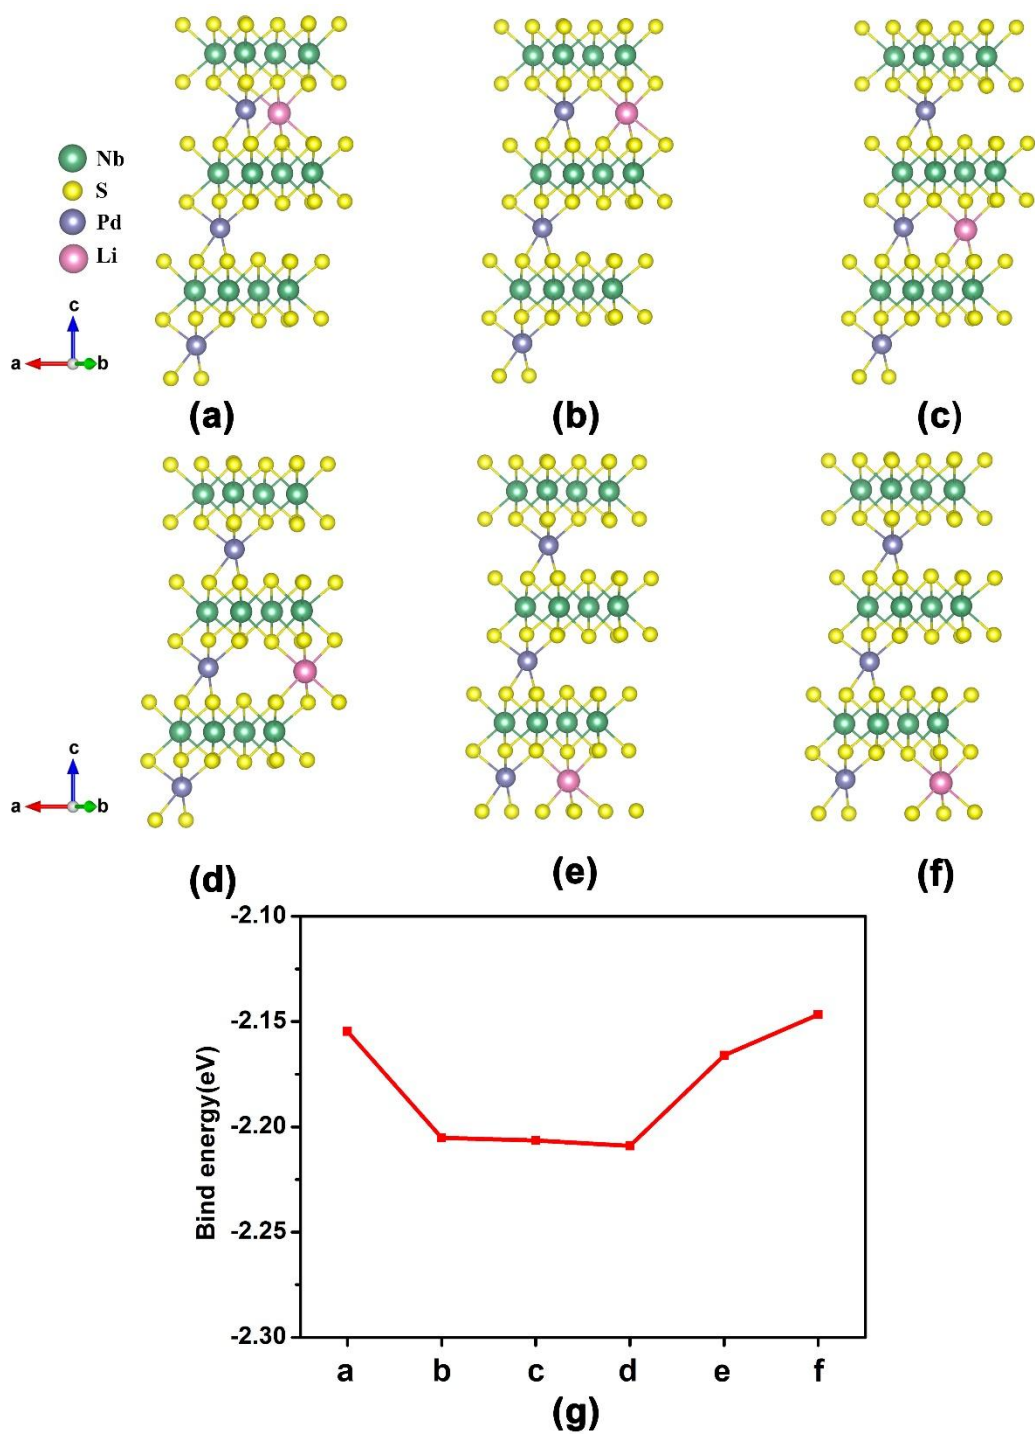 Nb
S
Pd
Li
c
a b
(a) (b) (c)
c
a b
(d) (e) (f)
-2.10
-2.15
-2.20
-2.25
-2.30
Bind energy(eV)
a b c d e f
(g)